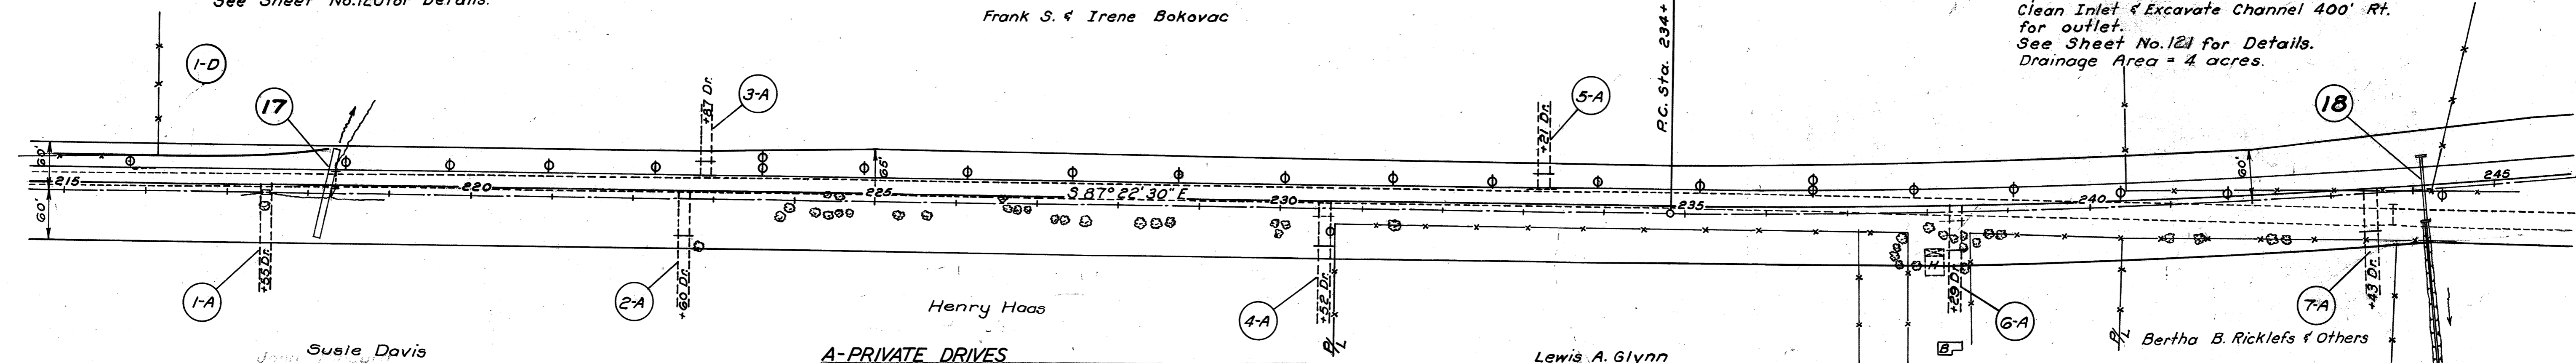 See Sheet No.120 for Details.
Frank S. & Irene Bokovac
P.C. Sta. 234+
Clean Inlet & Excavate Channel 400' Rt.
for outlet.
See Sheet No. 121 for Details.
Drainage Area = 4 acres.
1-D
17
+87 Dr.
3-A
+21 Dr.
5-A
18
60'
65'
60'
215
220
225
S 87° 22' 30" E
230
235
240
245
60'
1-A
+55 Dr.
2-A
+60 Dr.
4-A
+52 Dr.
P/L
+29 Dr.
6-A
7-A
+43 Dr.
P/L
Henry Haas
Susie Davis
A-PRIVATE DRIVES
Lewis A. Glynn
B
Bertha B. Ricklefs & Others